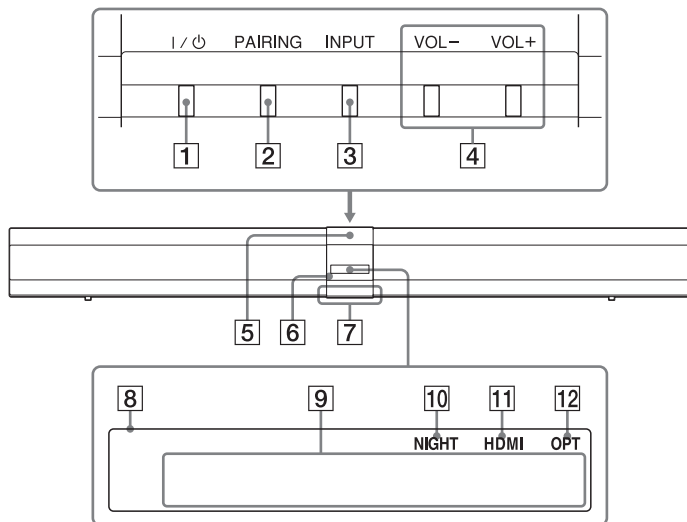 I / ⏻ PAIRING INPUT VOL− VOL+
1 2 3 4
5 6 7
8 9 10 11 12
NIGHT HDMI OPT